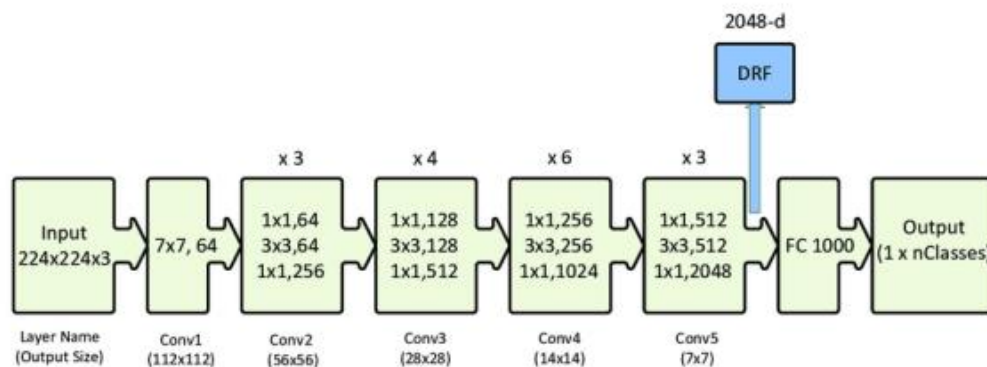 2048-d
DRF
x 3
x 4
x 6
x 3
Input
224x224x3
7x7, 64
1x1,64
3x3,64
1x1,256
1x1,128
3x3,128
1x1,512
1x1,256
3x3,256
1x1,1024
1x1,512
3x3,512
1x1,2048
FC 1000
Output
(1 x nClasses)
Layer Name
(Output Size)
Conv1
(112x112)
Conv2
(56x56)
Conv3
(28x28)
Conv4
(14x14)
Conv5
(7x7)